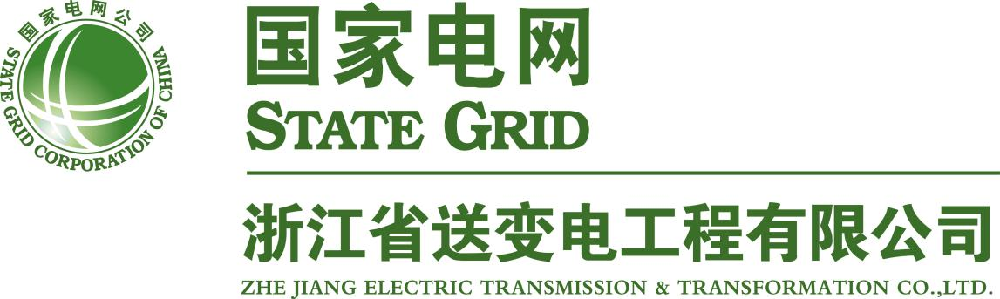 国家电网公司
STATE GRID CORPORATION OF CHINA
国家电网
STATE GRID
浙江省送变电工程有限公司
ZHE JIANG ELECTRIC TRANSMISSION & TRANSFORMATION CO.,LTD.